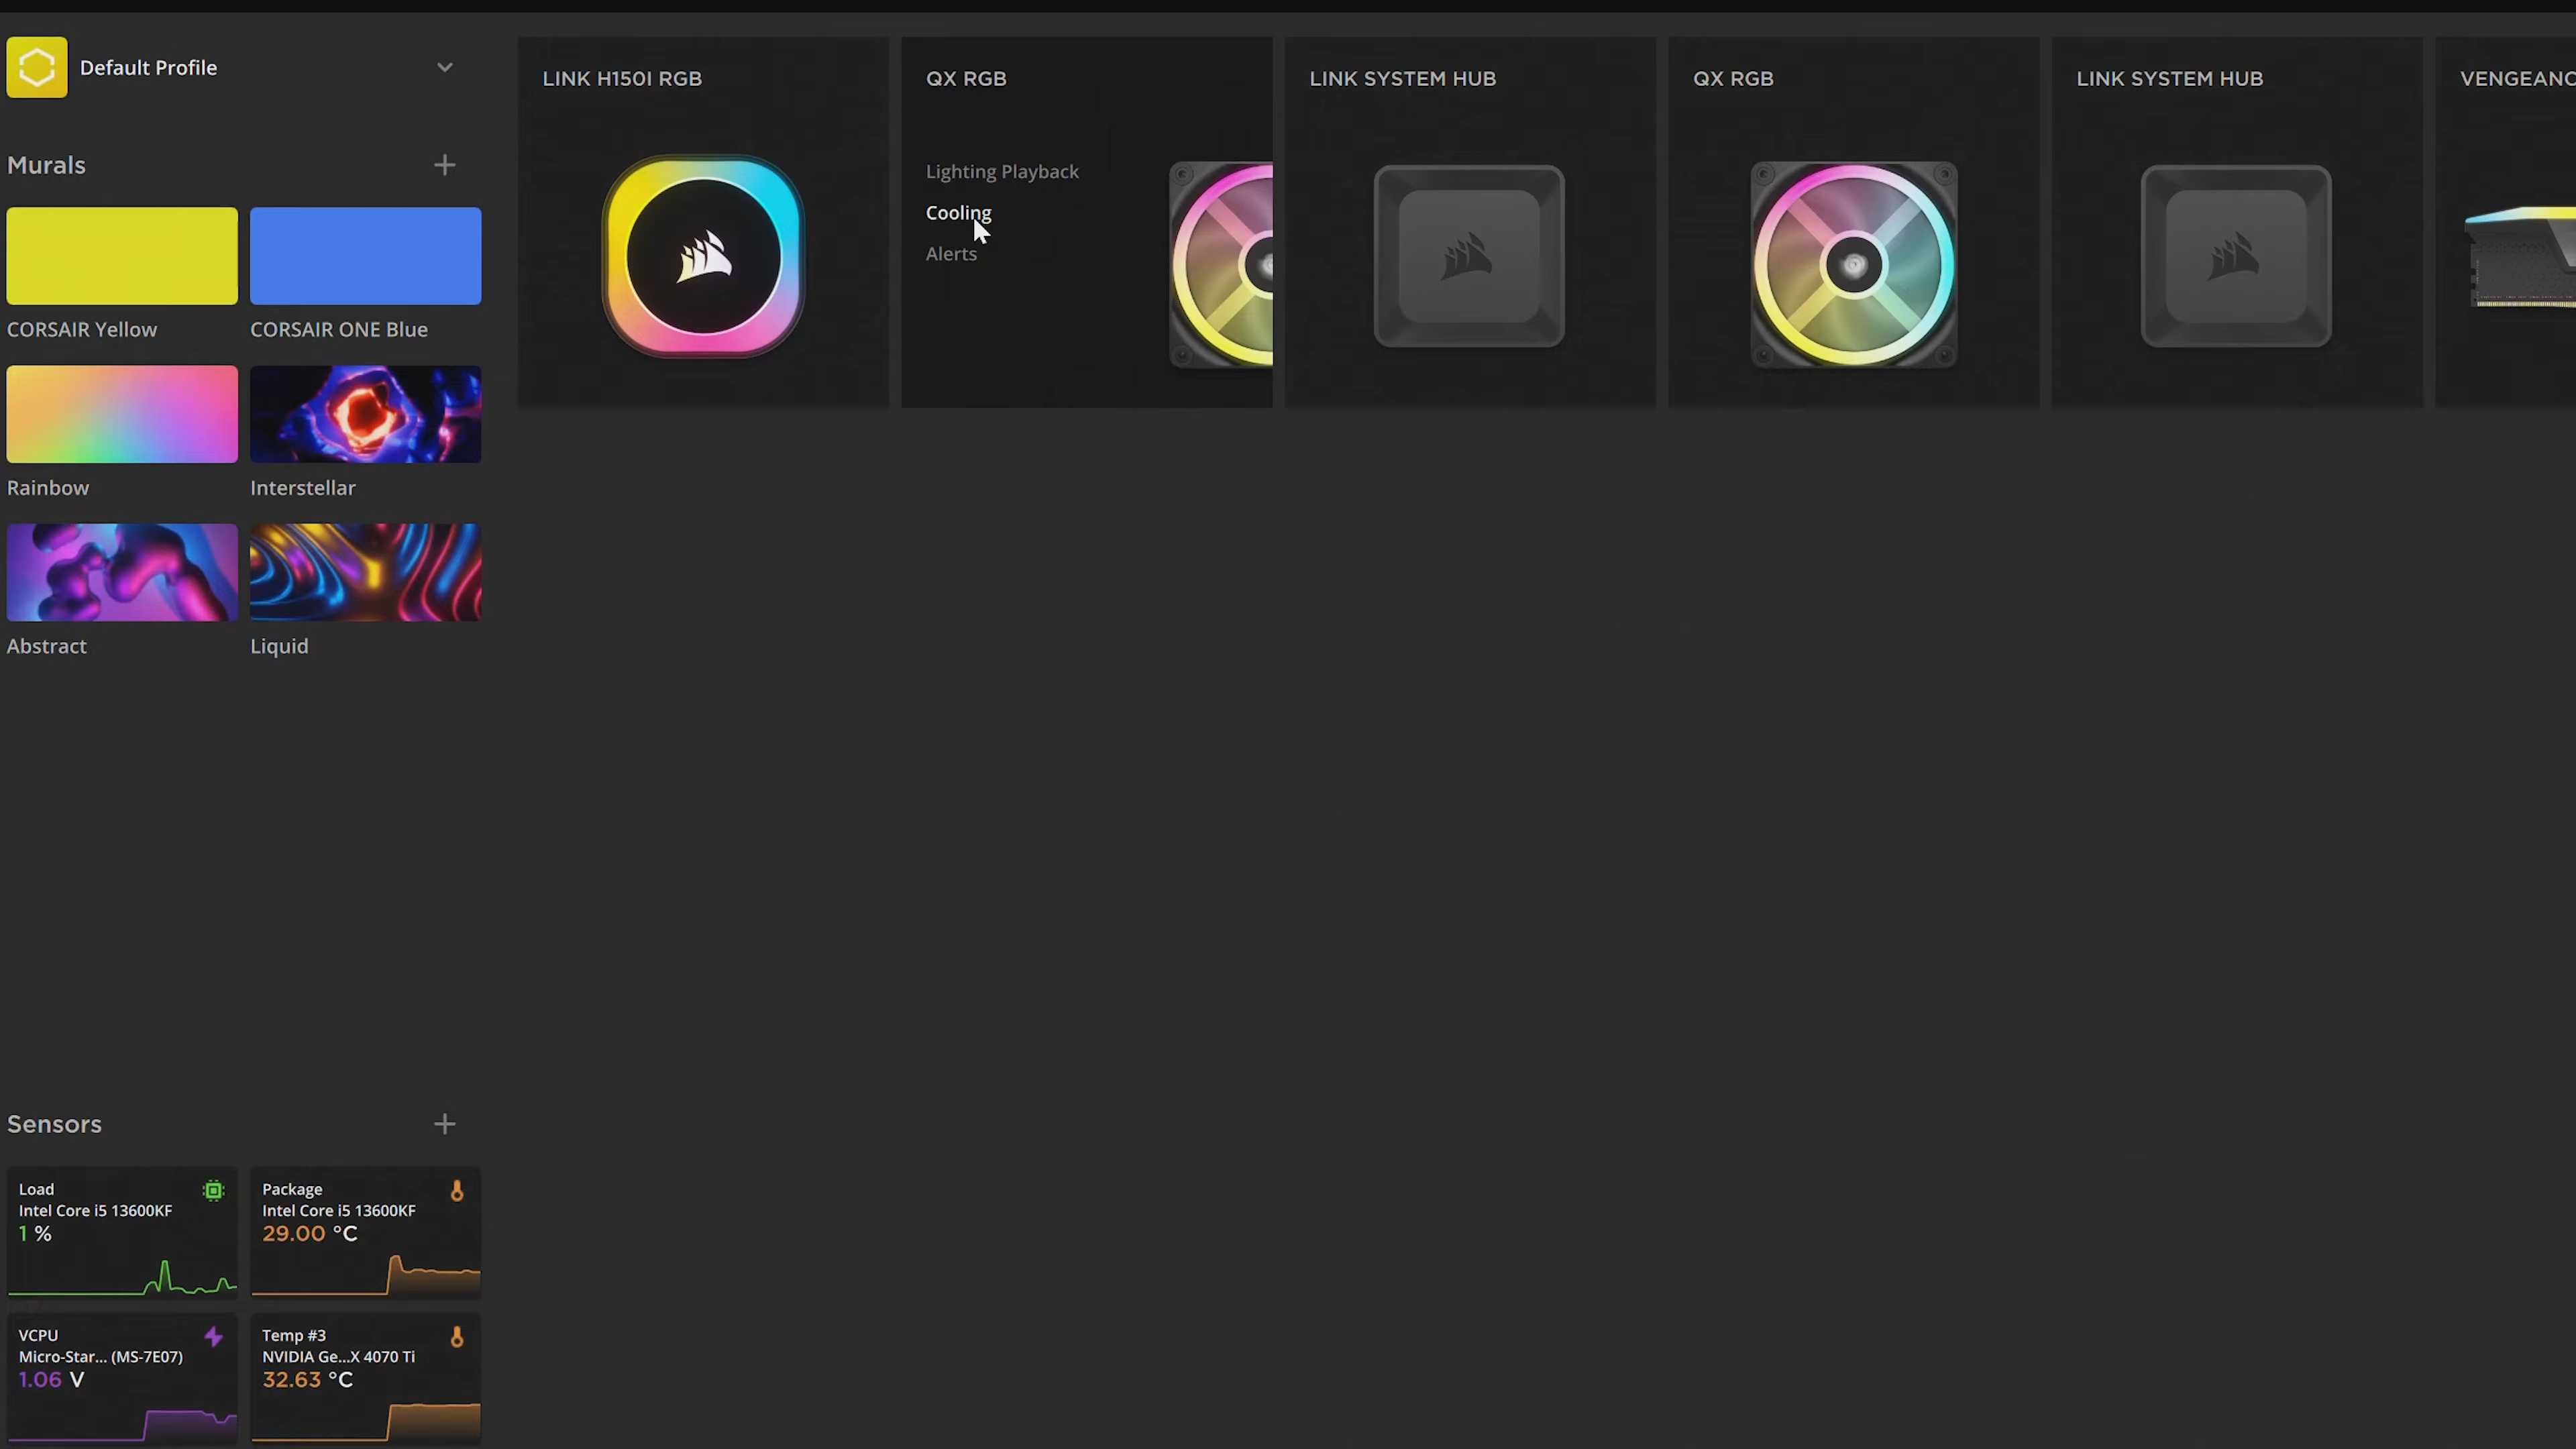 Default Profile
Murals
CORSAIR Yellow
CORSAIR ONE Blue
Rainbow
Interstellar
Abstract
Liquid
Sensors
Load
Intel Core i5 13600KF
1 %
Package
Intel Core i5 13600KF
29.00 °C
VCPU
Micro-Star... (MS-7E07)
1.06 V
Temp #3
NVIDIA Ge...X 4070 Ti
32.63 °C
LINK H150I RGB
QX RGB
Lighting Playback
Cooling
Alerts
LINK SYSTEM HUB
QX RGB
LINK SYSTEM HUB
VENGEANC